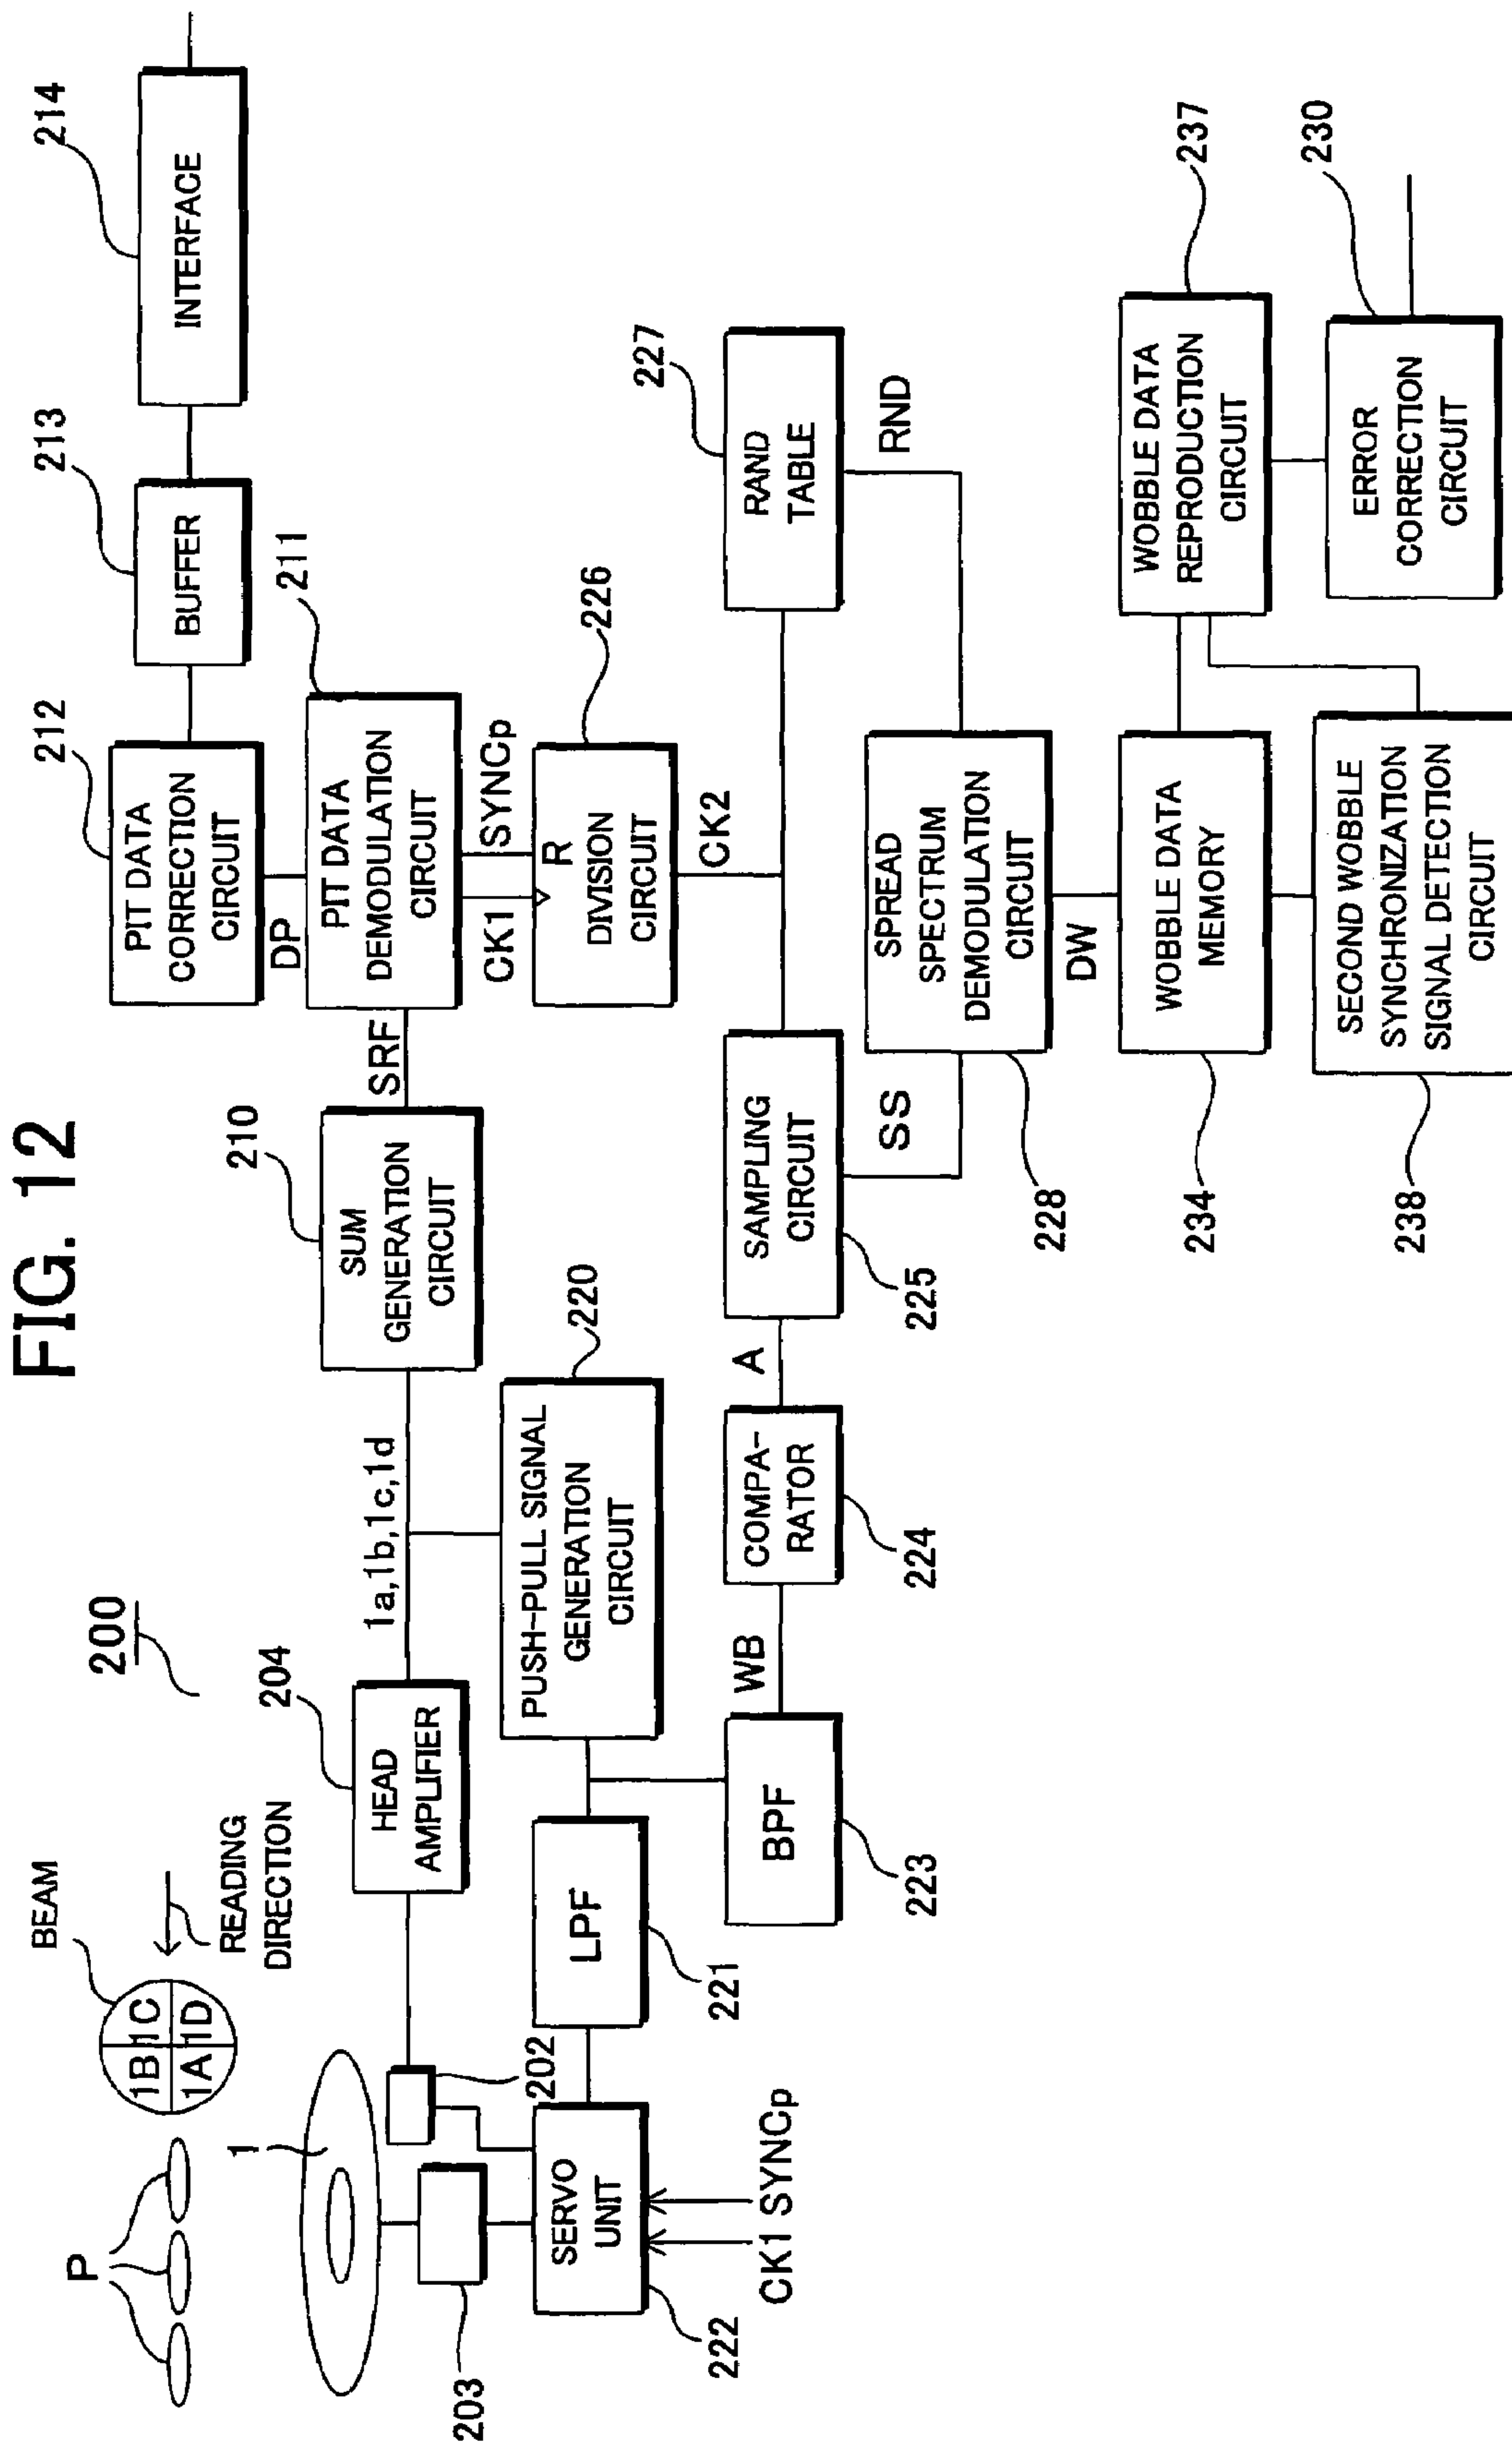 FIG. 12
200
P
BEAM
1B 1C
1A 1D
READING
DIRECTION
1
202
203
SERVO
UNIT
222
CK1 SYNCp
204
HEAD
AMPLIFIER
1a,1b,1c,1d
LPF
221
PUSH-PULL SIGNAL
GENERATION
CIRCUIT
220
BPF
223
WB
COMPA-
RATOR
224
A
SAMPLING
CIRCUIT
225
SS
210
SUM
GENERATION
CIRCUIT
SRF
212
PIT DATA
CORRECTION
CIRCUIT
DP
213
BUFFER
214
INTERFACE
211
PIT DATA
DEMODULATION
CIRCUIT
CK1 SYNCp
226
R
DIVISION
CIRCUIT
CK2
227
RAND
TABLE
RND
SPREAD
SPECTRUM
DEMODULATION
CIRCUIT
228
DW
WOBBLE DATA
MEMORY
234
237
WOBBLE DATA
REPRODUCTION
CIRCUIT
230
ERROR
CORRECTION
CIRCUIT
SECOND WOBBLE
SYNCHRONIZATION
SIGNAL DETECTION
CIRCUIT
238